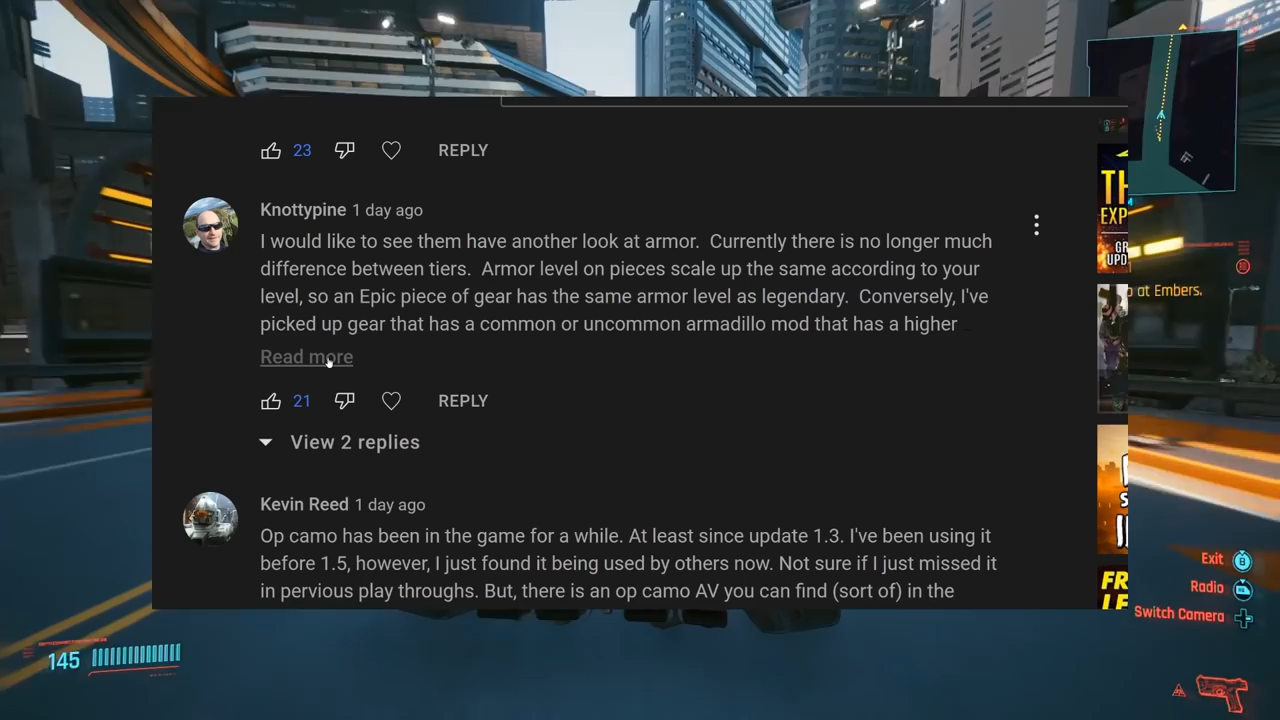 23
REPLY
Knottypine 1 day ago
I would like to see them have another look at armor.  Currently there is no longer much
difference between tiers.  Armor level on pieces scale up the same according to your
level, so an Epic piece of gear has the same armor level as legendary.  Conversely, I've
picked up gear that has a common or uncommon armadillo mod that has a higher
Read more
21
REPLY
View 2 replies
Kevin Reed 1 day ago
Op camo has been in the game for a while. At least since update 1.3. I've been using it
before 1.5, however, I just found it being used by others now. Not sure if I just missed it
in pervious play throughs. But, there is an op camo AV you can find (sort of) in the
TH
EXP
GR
UPD
at Embers.
FR
Exit
Radio
Switch Camera
145